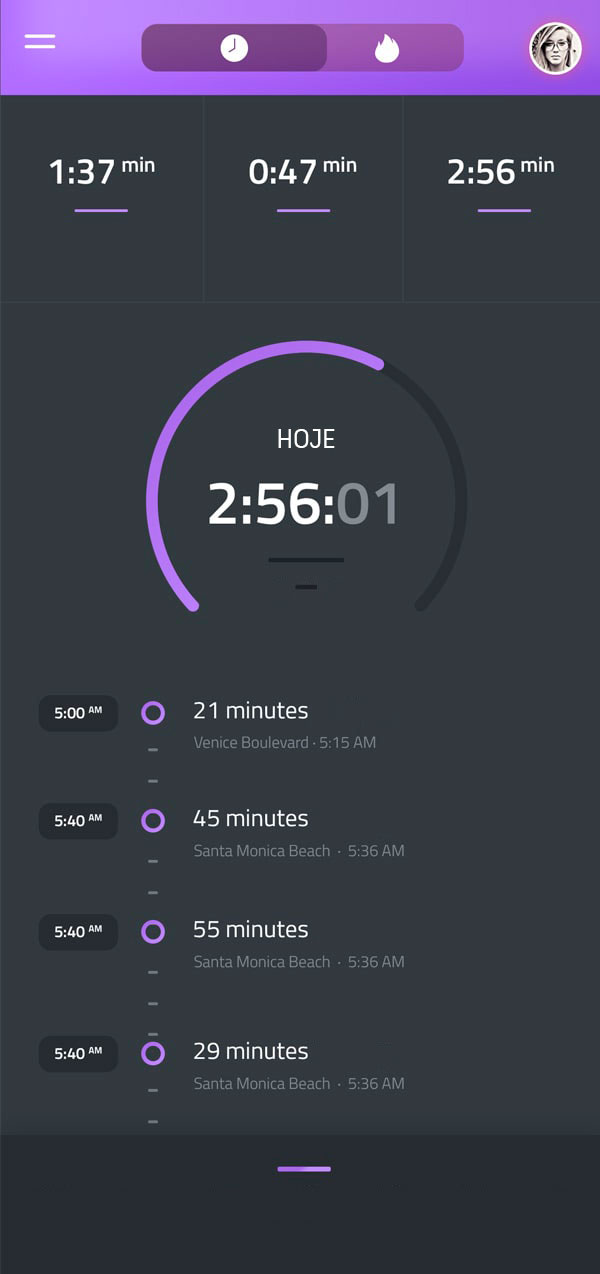 1:37 min
0:47 min
2:56 min
HOJE
2:56:01
5:00 AM
21 minutes
Venice Boulevard · 5:15 AM
5:40 AM
45 minutes
Santa Monica Beach · 5:36 AM
5:40 AM
55 minutes
Santa Monica Beach · 5:36 AM
5:40 AM
29 minutes
Santa Monica Beach · 5:36 AM